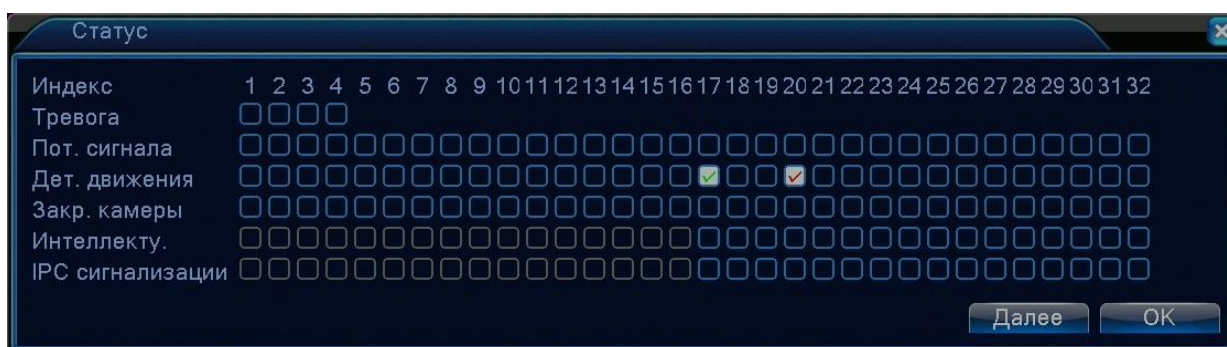 Статус
Индекс 1 2 3 4 5 6 7 8 9 10 11 12 13 14 15 16 17 18 19 20 21 22 23 24 25 26 27 28 29 30 31 32
Тревога
Пот. сигнала
Дет. движения
Закр. камеры
Интеллекту.
IPC сигнализации
Далее OK